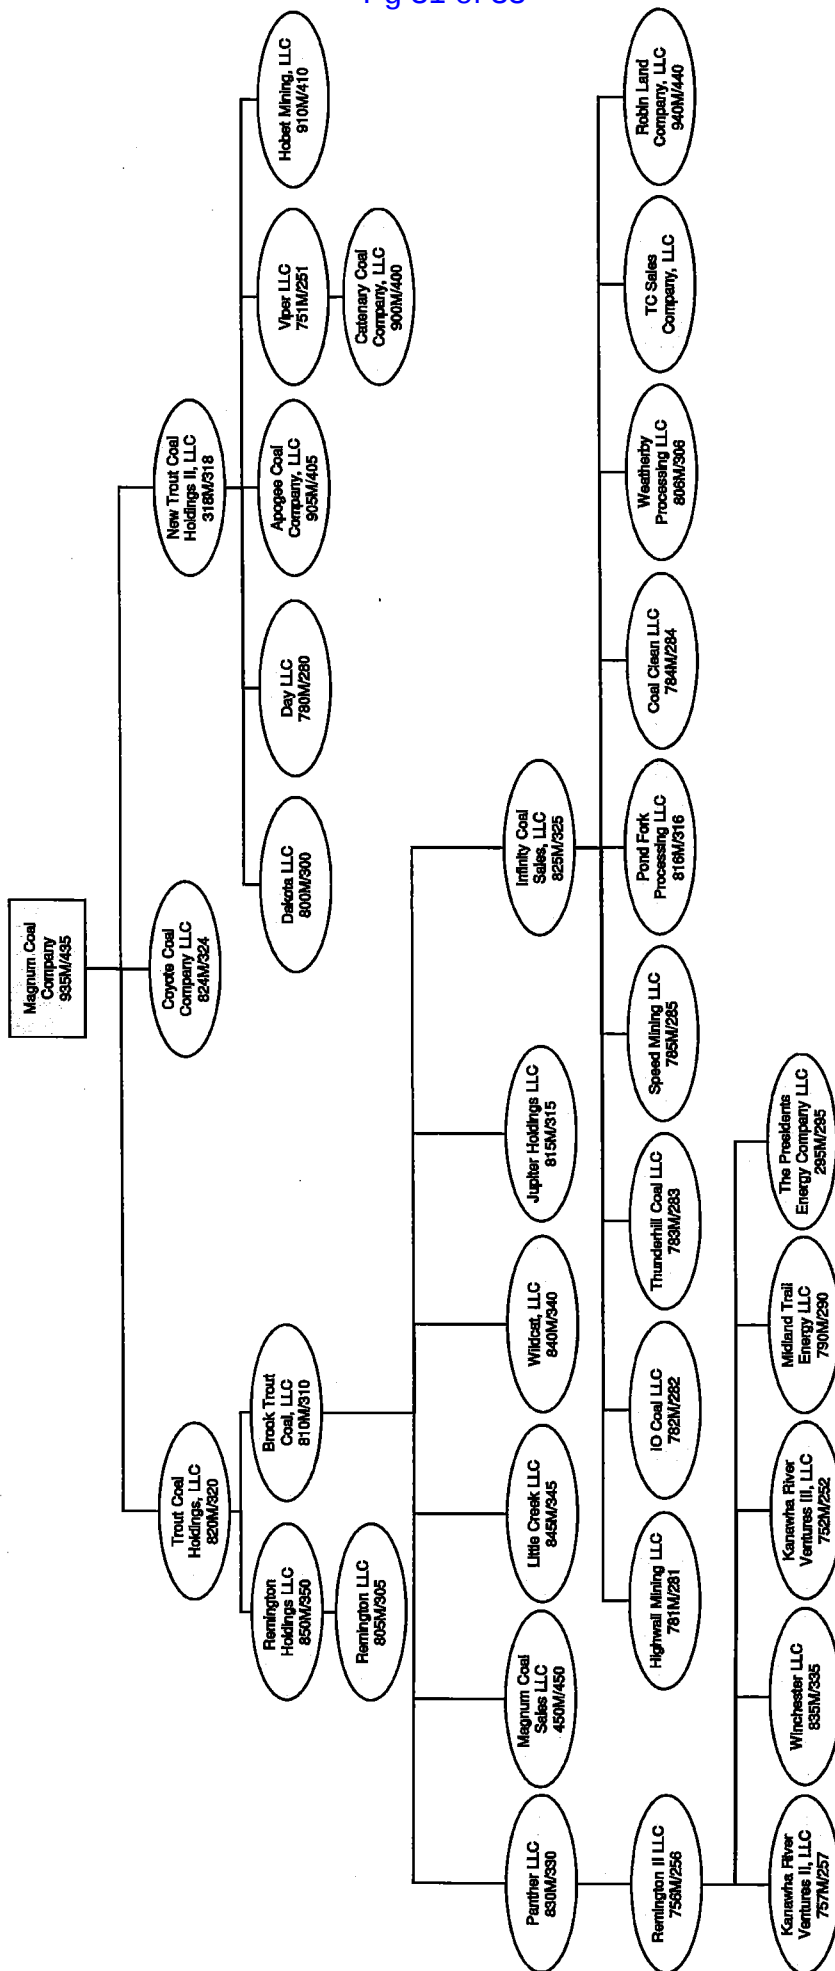 Magnum Coal
Company
935M/435
Trout Coal
Holdings, LLC
820M/320
Coyote Coal
Company LLC
824M/324
New Trout Coal
Holdings II, LLC
318M/318
Remington
Holdings LLC
850M/350
Brook Trout
Coal, LLC
810M/310
Dakota LLC
800M/300
Day LLC
780M/280
Apogee Coal
Company, LLC
905M/405
Viper LLC
751M/251
Hobet Mining, LLC
910M/410
Remington LLC
805M/305
Catenary Coal
Company, LLC
900M/400
Panther LLC
830M/330
Magnum Coal
Sales LLC
450M/450
Little Creek LLC
845M/345
Wildcat, LLC
840M/340
Jupiter Holdings LLC
815M/315
Infinity Coal
Sales, LLC
825M/325
Remington II LLC
756M/256
Highwall Mining LLC
781M/281
IO Coal LLC
782M/282
Thunderhill Coal LLC
783M/283
Speed Mining LLC
785M/285
Pond Fork
Processing LLC
816M/316
Coal Clean LLC
784M/284
Weatherby
Processing LLC
806M/306
TC Sales
Company, LLC
Robin Land
Company, LLC
940M/440
Kanawha River
Ventures II, LLC
757M/257
Winchester LLC
835M/335
Kanawha River
Ventures III, LLC
752M/252
Midland Trail
Energy LLC
790M/290
The Presidents
Energy Company LLC
295M/295